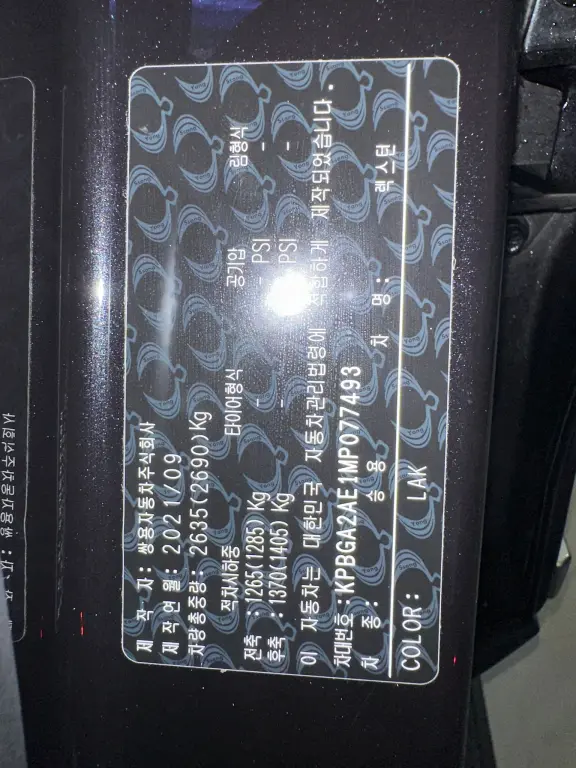 제 작 자 : 쌍용자동차주식회사
제작연월 : 2021/09
차량총중량 : 2635(2690)Kg
적차시하중 타이어형식 공기압 림형식
전축 : 1265(1285)Kg - - PSI -
후축 : 1370(1405)Kg - PSI -
이 자동차는 대한민국 자동차관리법령에 적합하게 제작되었습니다.
차대번호 : KPBGA2AE1MP077493
차 종 : 승 용 차 명 : 렉스턴
COLOR : LAK